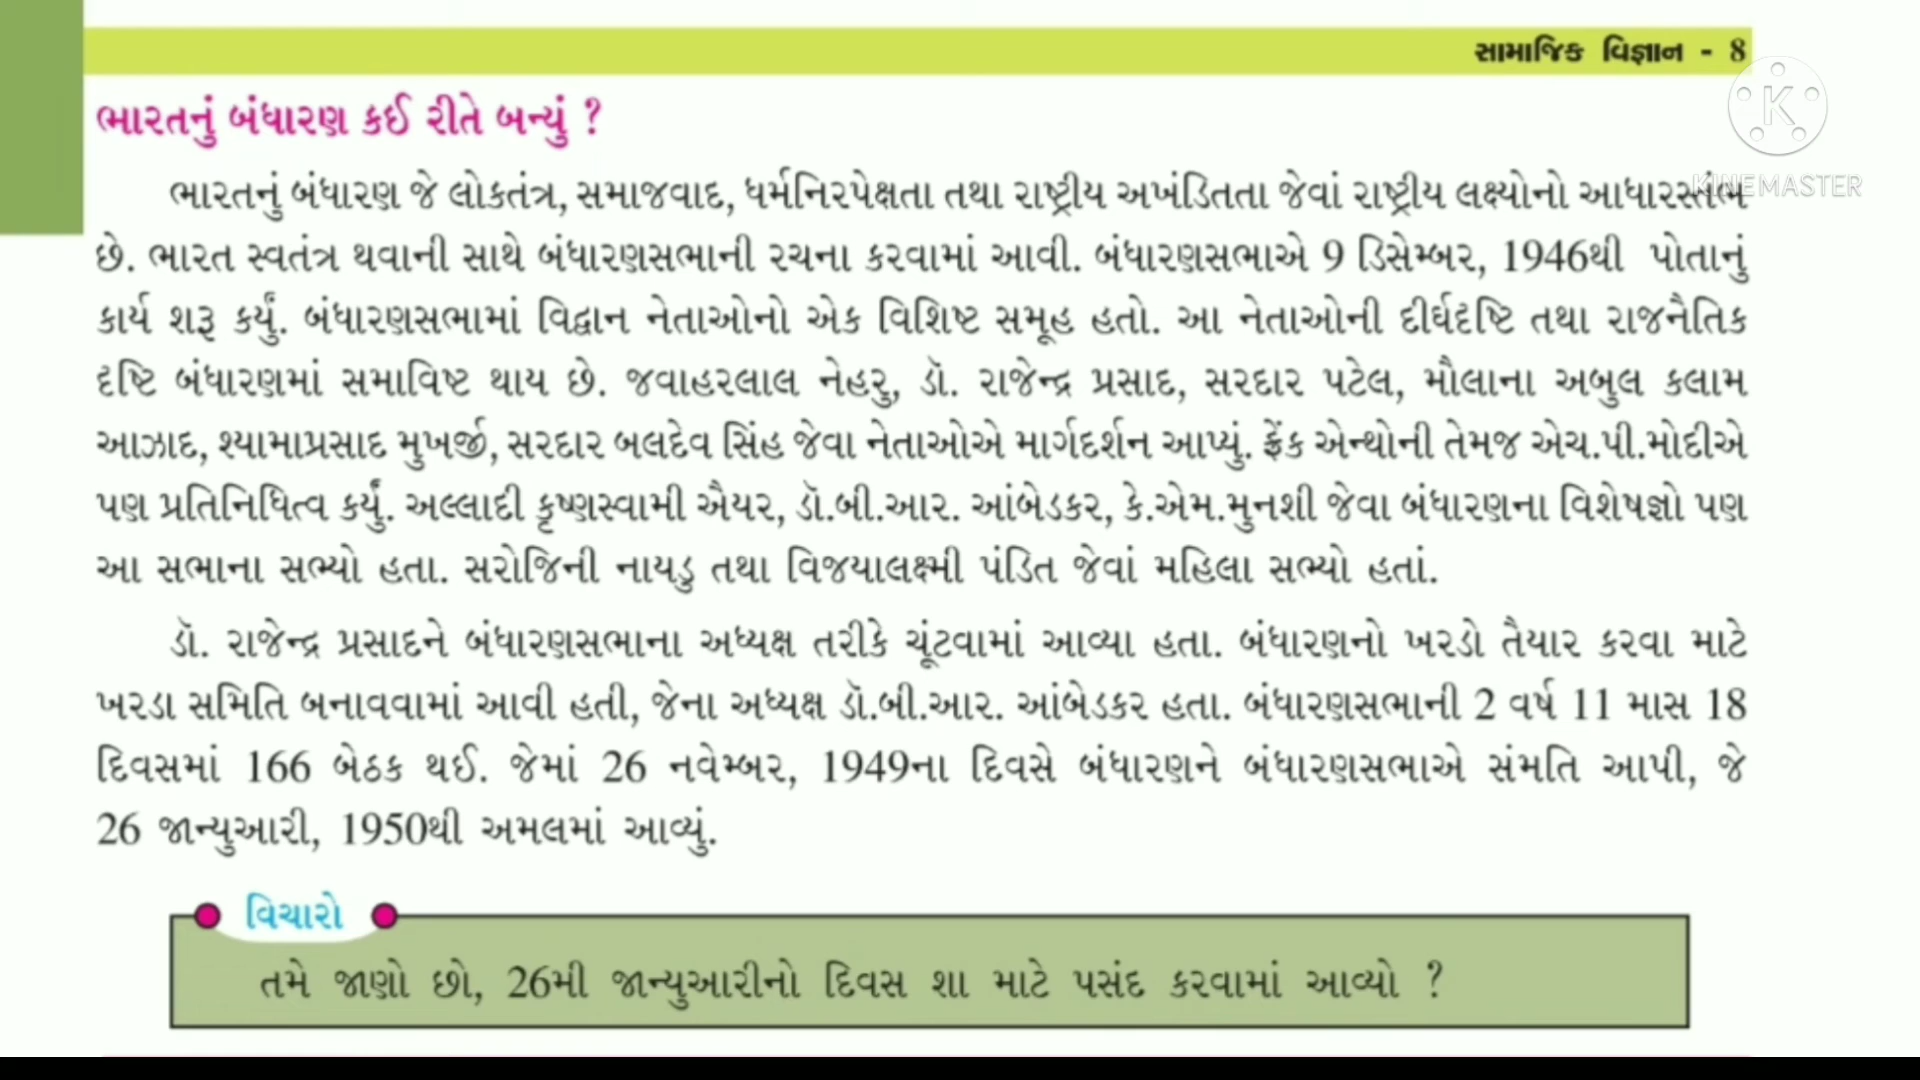 સામાજિક વિજ્ઞાન - 8
ભારતનું બંધારણ કઈ રીતે બન્યું ?
K
KINEMASTER
ભારતનું બંધારણ જે લોકતંત્ર, સમાજવાદ, ધર્મનિરપેક્ષતા તથા રાષ્ટ્રીય અખંડિતતા જેવાં રાષ્ટ્રીય લક્ષ્યોનો આધારસ્તંભ
છે. ભારત સ્વતંત્ર થવાની સાથે બંધારણસભાની રચના કરવામાં આવી. બંધારણસભાએ 9 ડિસેમ્બર, 1946થી પોતાનું
કાર્ય શરૂ કર્યું. બંધારણસભામાં વિદ્વાન નેતાઓનો એક વિશિષ્ટ સમૂહ હતો. આ નેતાઓની દીર્ઘદૃષ્ટિ તથા રાજનૈતિક
દૃષ્ટિ બંધારણમાં સમાવિષ્ટ થાય છે. જવાહરલાલ નેહરુ, ડૉ. રાજેન્દ્ર પ્રસાદ, સરદાર પટેલ, મૌલાના અબુલ કલામ
આઝાદ, શ્યામાપ્રસાદ મુખર્જી, સરદાર બલદેવ સિંહ જેવા નેતાઓએ માર્ગદર્શન આપ્યું. ફ્રેંક એન્થોની તેમજ એચ.પી.મોદીએ
પણ પ્રતિનિધિત્વ કર્યું. અલ્લાદી કૃષ્ણસ્વામી ઐયર, ડૉ.બી.આર. આંબેડકર, કે.એમ.મુનશી જેવા બંધારણના વિશેષજ્ઞો પણ
આ સભાના સભ્યો હતા. સરોજિની નાયડુ તથા વિજયાલક્ષ્મી પંડિત જેવાં મહિલા સભ્યો હતાં.
ડૉ. રાજેન્દ્ર પ્રસાદને બંધારણસભાના અધ્યક્ષ તરીકે ચૂંટવામાં આવ્યા હતા. બંધારણનો ખરડો તૈયાર કરવા માટે
ખરડા સમિતિ બનાવવામાં આવી હતી, જેના અધ્યક્ષ ડૉ.બી.આર. આંબેડકર હતા. બંધારણસભાની 2 વર્ષ 11 માસ 18
દિવસમાં 166 બેઠક થઈ. જેમાં 26 નવેમ્બર, 1949ના દિવસે બંધારણને બંધારણસભાએ સંમતિ આપી, જે
26 જાન્યુઆરી, 1950થી અમલમાં આવ્યું.
વિચારો
તમે જાણો છો, 26મી જાન્યુઆરીનો દિવસ શા માટે પસંદ કરવામાં આવ્યો ?